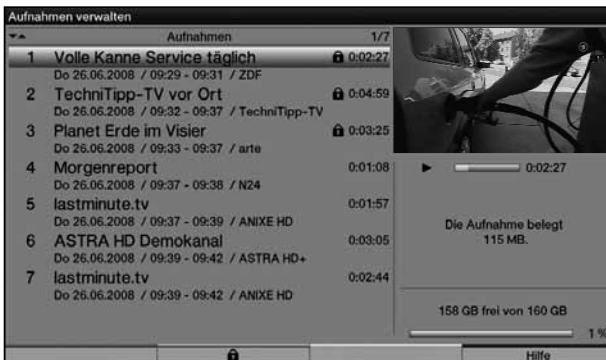 Aufnahmen verwalten
Aufnahmen 1/7
1 Volle Kanne Service täglich 0:02:27
Do 26.06.2008 / 09:29 - 09:31 / ZDF
2 TechniTipp-TV vor Ort 0:04:59
Do 26.06.2008 / 09:32 - 09:37 / TechniTipp-TV
3 Planet Erde im Visier 0:03:25
Do 26.06.2008 / 09:33 - 09:37 / arte
4 Morgenreport 0:01:08
Do 26.06.2008 / 09:37 - 09:38 / N24
5 lastminute.tv 0:01:57
Do 26.06.2008 / 09:37 - 09:39 / ANIXE HD
6 ASTRA HD Demokanal 0:03:05
Do 26.06.2008 / 09:39 - 09:42 / ASTRA HD+
7 lastminute.tv 0:02:44
Do 26.06.2008 / 09:39 - 09:42 / ANIXE HD
0:02:27
Die Aufnahme belegt
115 MB.
158 GB frei von 160 GB
1 %
Hilfe